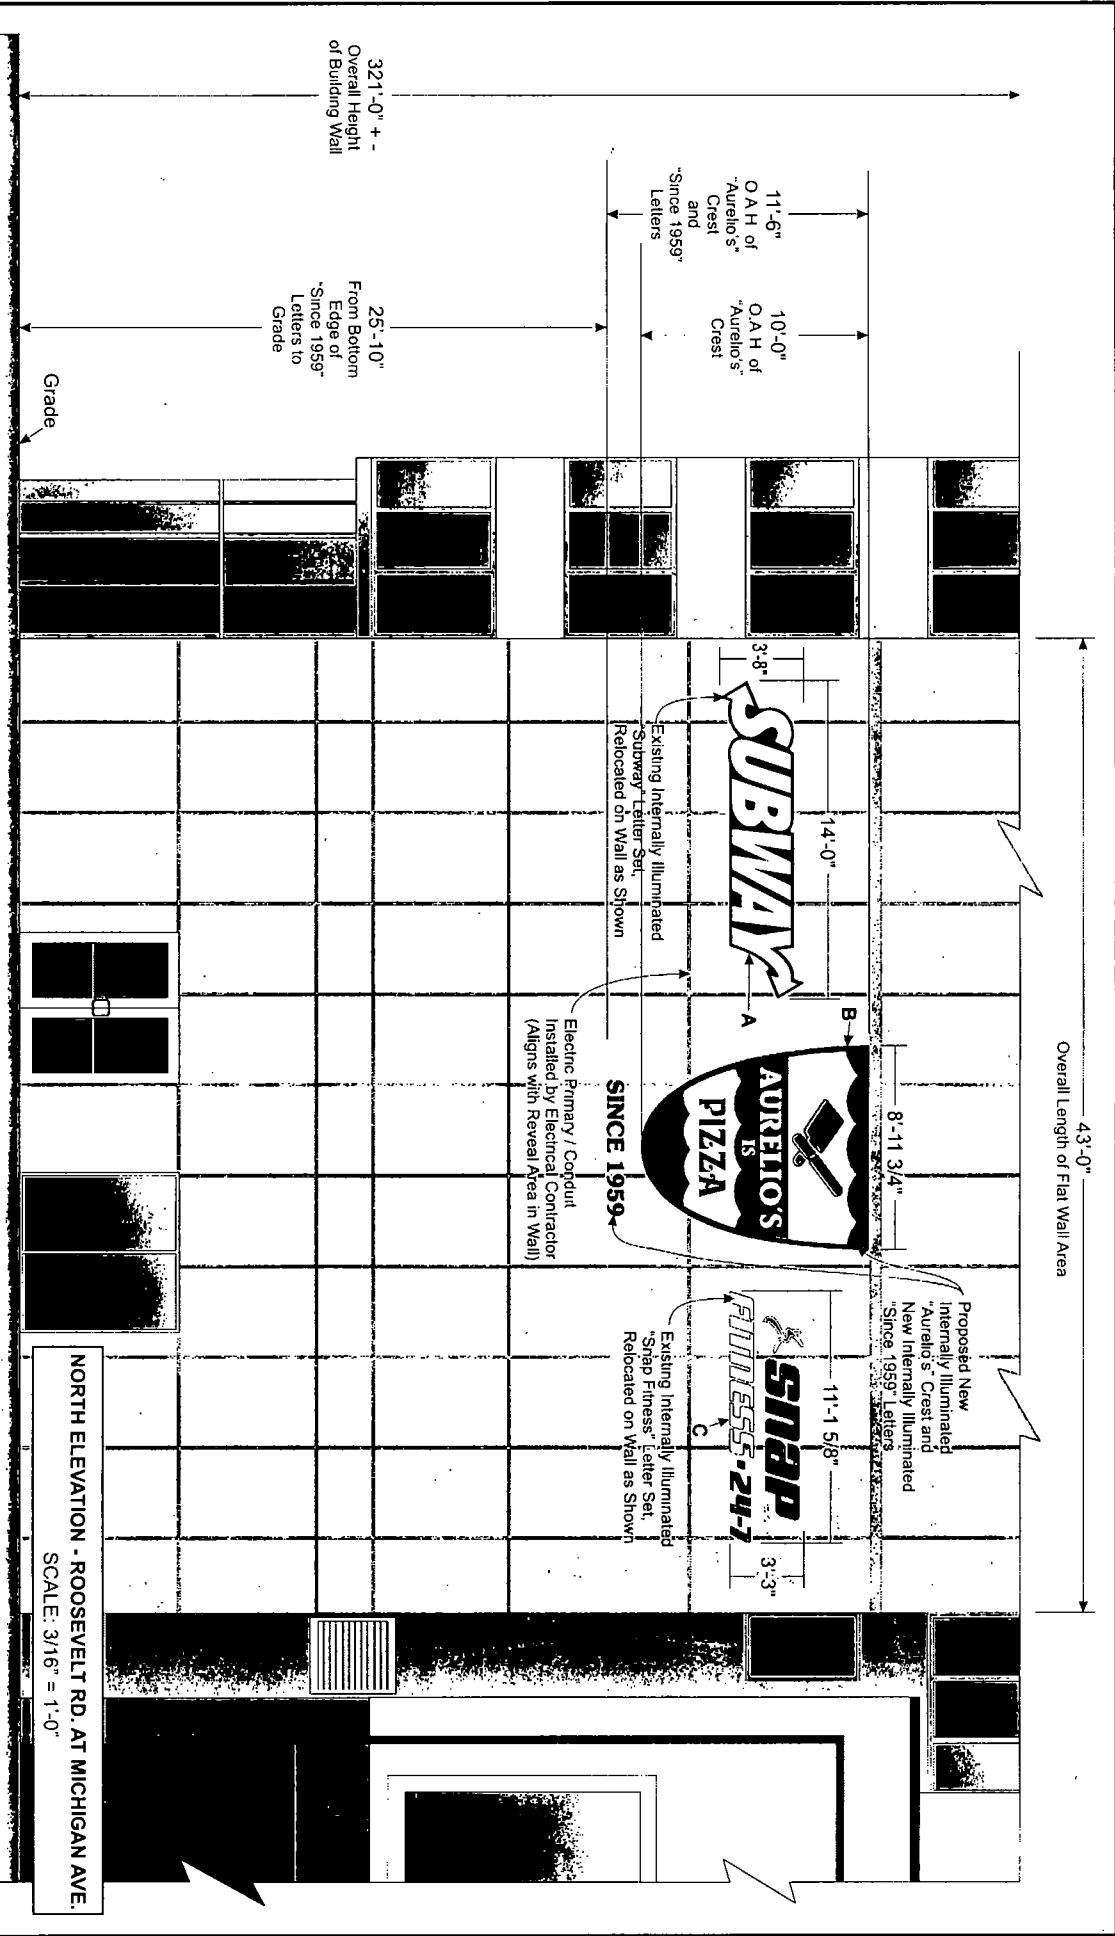 43'-0"
Overall Length of Flat Wall Area
321'-0" + -
Overall Height
of Building Wall
11'-6"
O A H of
"Aurelio's"
Crest
and
"Since 1959"
Letters
10'-0"
O.A H of
"Aurelio's"
Crest
25'-10"
From Bottom
Edge of
"Since 1959"
Letters to
Grade
Grade
3'-8"
14'-0"
SUBWAY
A
Existing Internally Illuminated
"Subway" Letter Set,
Relocated on Wall as Shown
B
8'-11 3/4"
AURELIO'S
IS
PIZZA
SINCE 1959
Electric Primary / Conduit
Installed by Electrical Contractor
(Aligns with Reveal Area in Wall)
Proposed New
Internally Illuminated
"Aurelio's" Crest and
New Internally Illuminated
"Since 1959" Letters
11'-1 5/8"
snap
FITNESS-24-7
3'-3"
C
Existing Internally Illuminated
"Snap Fitness" Letter Set,
Relocated on Wall as Shown
NORTH ELEVATION - ROOSEVELT RD. AT MICHIGAN AVE.
SCALE: 3/16" = 1'-0"